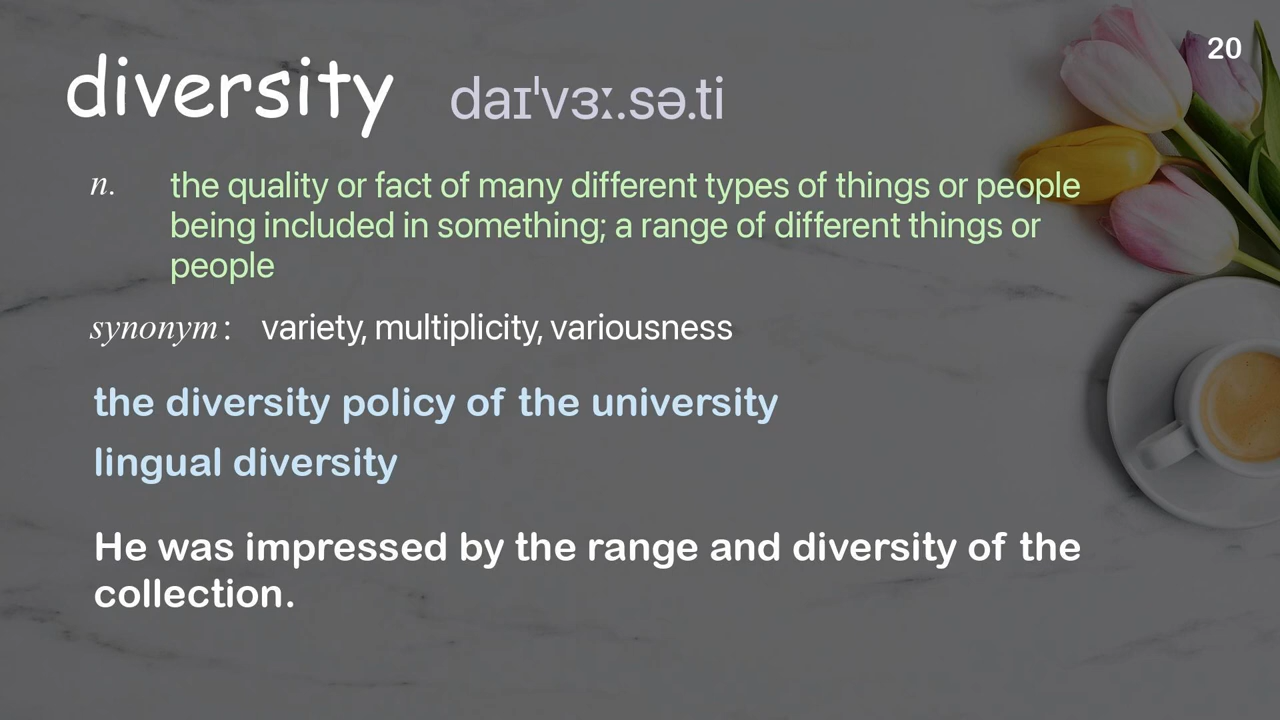 20
diversity daɪˈvɜː.sə.ti
n. the quality or fact of many different types of things or people
being included in something; a range of different things or
people
synonym: variety, multiplicity, variousness
the diversity policy of the university
lingual diversity
He was impressed by the range and diversity of the
collection.